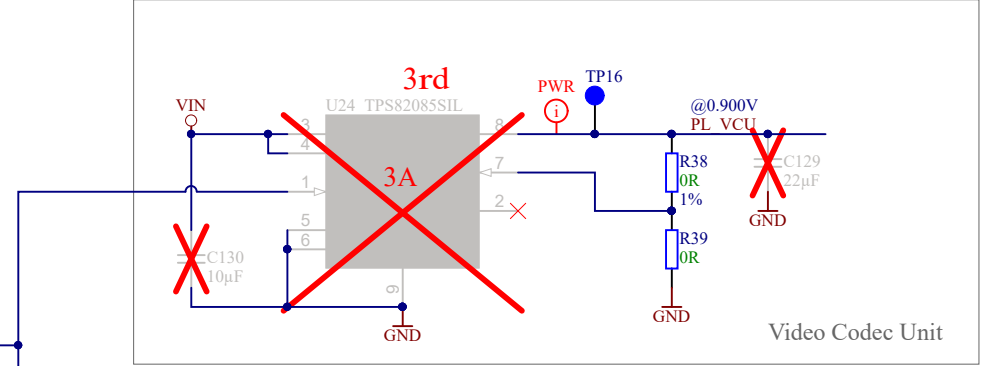 3rd
PWR
TP16
VIN
U24 TPS82085SIL
@0.900V
PL_VCU
3
4
8
1
3A
7
R38
0R
1%
C129
22µF
5
6
2
GND
C130
10µF
R39
0R
9
GND
GND
Video Codec Unit